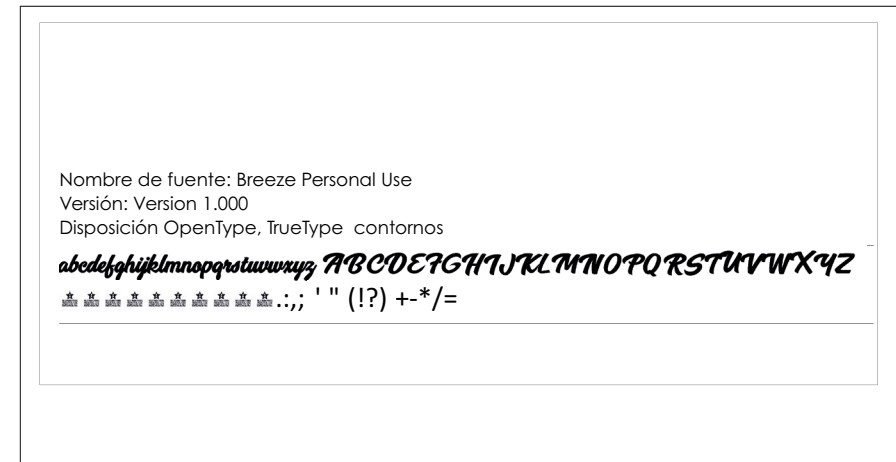 Nombre de fuente: Breeze Personal Use
Versión: Version 1.000
Disposición OpenType, TrueType contornos
abcdefghijklmnopqrstuvwxyz ABCDEFGHIJKLMNOPQRSTUVWXYZ
.:,; ' " (!?) +-*/=